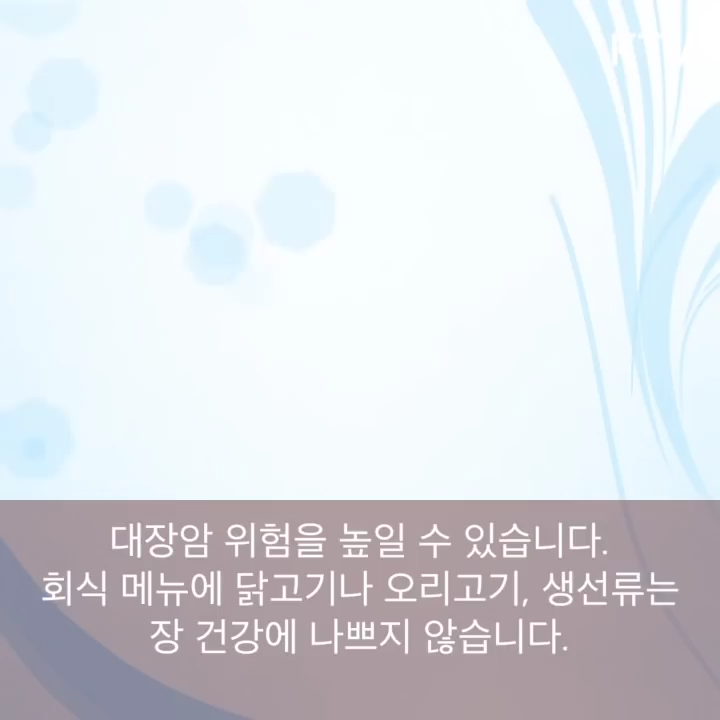 대장암 위험을 높일 수 있습니다.
회식 메뉴에 닭고기나 오리고기, 생선류는
장 건강에 나쁘지 않습니다.